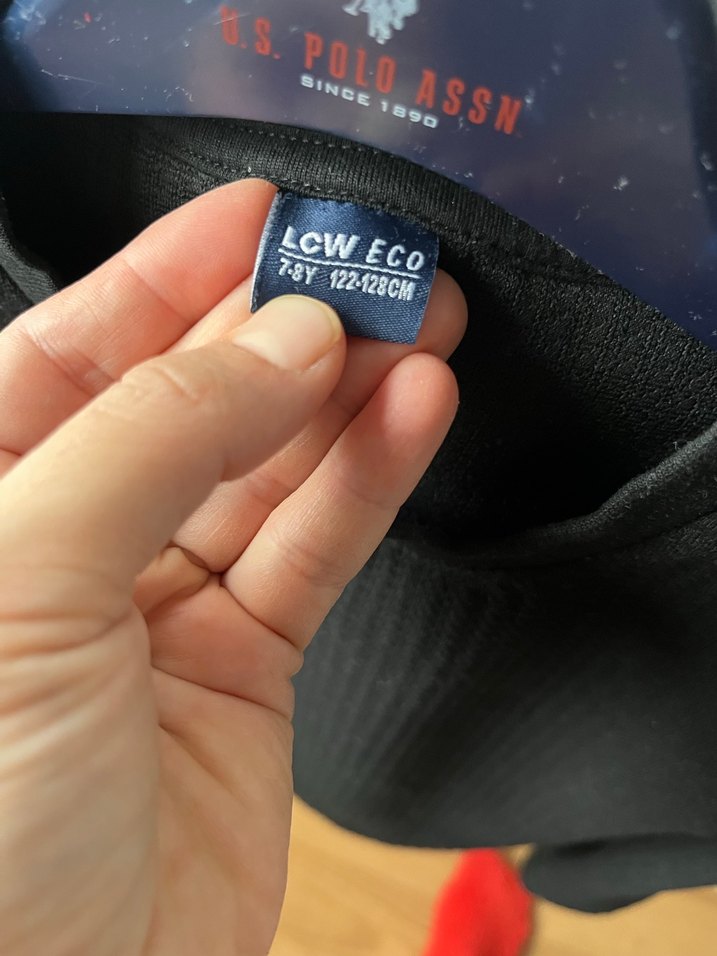 U.S. POLO ASSN.
SINCE 1890
LCW ECO
7-8Y 122-128CM